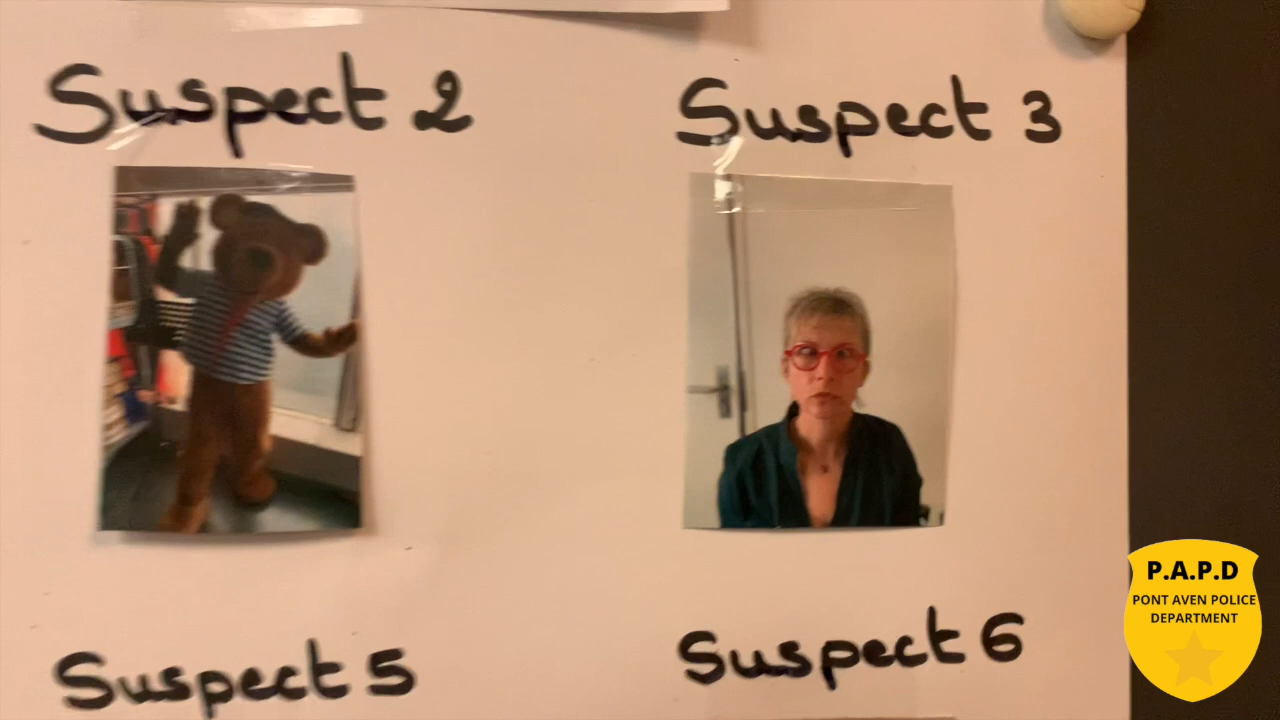 Suspect 2
Suspect 3
Suspect 5
Suspect 6
P.A.P.D
PONT AVEN POLICE
DEPARTMENT